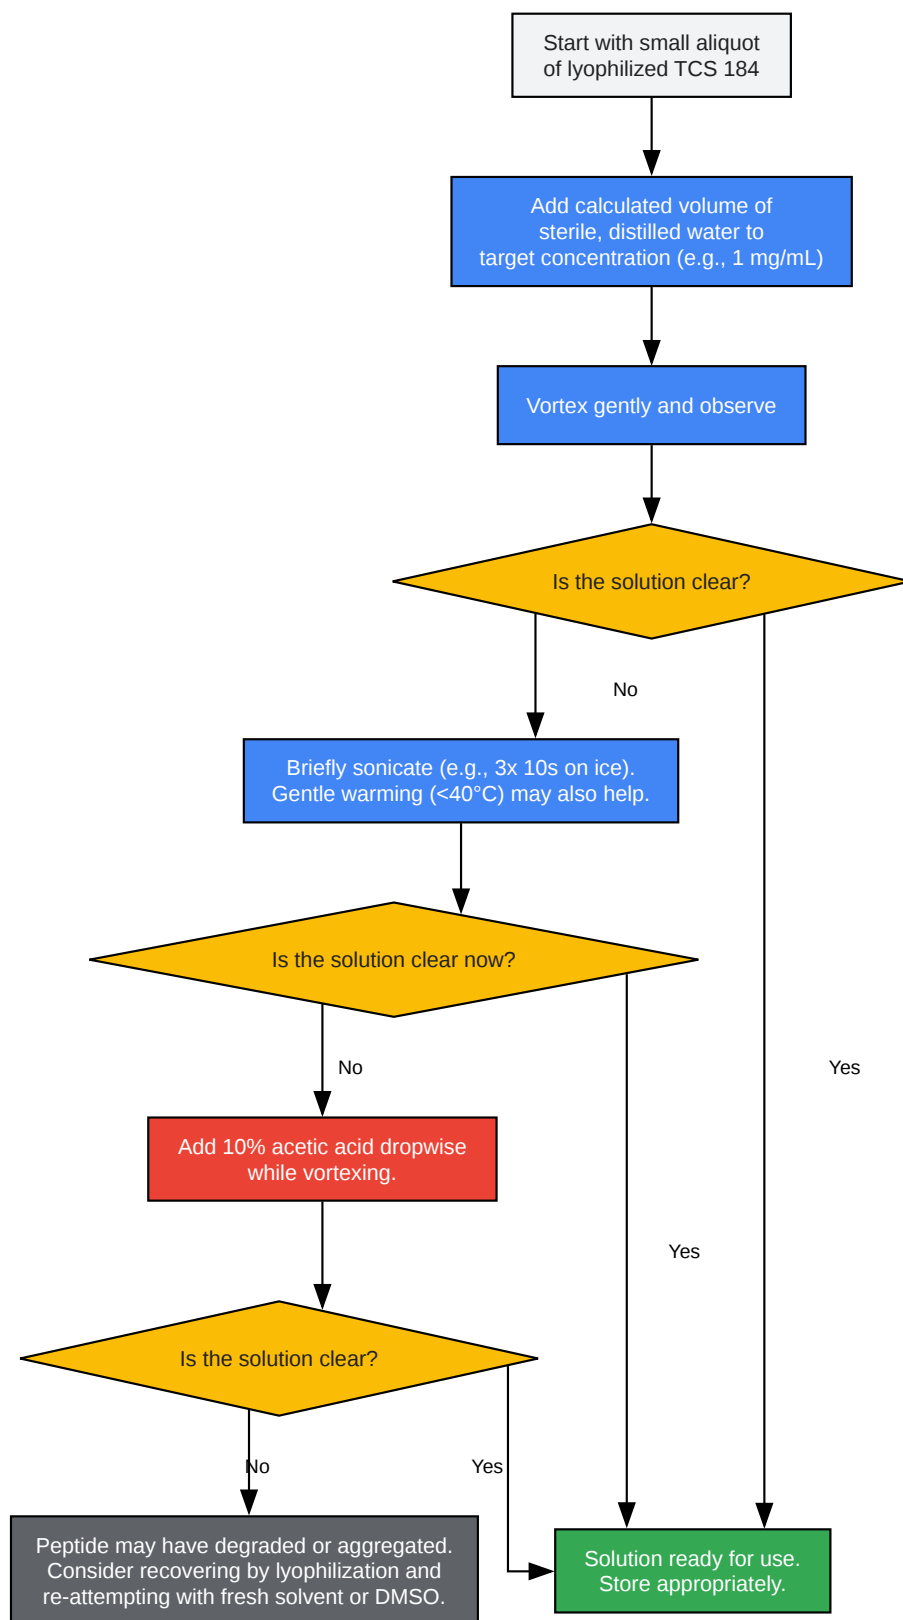 Start with small aliquot
of lyophilized TCS 184
Add calculated volume of
sterile, distilled water to
target concentration (e.g., 1 mg/mL)
Vortex gently and observe
Is the solution clear?
No
Briefly sonicate (e.g., 3x 10s on ice).
Gentle warming (<40°C) may also help.
Is the solution clear now?
No
Yes
Add 10% acetic acid dropwise
while vortexing.
Yes
Is the solution clear?
No
Yes
Peptide may have degraded or aggregated.
Consider recovering by lyophilization and
re-attempting with fresh solvent or DMSO.
Solution ready for use.
Store appropriately.